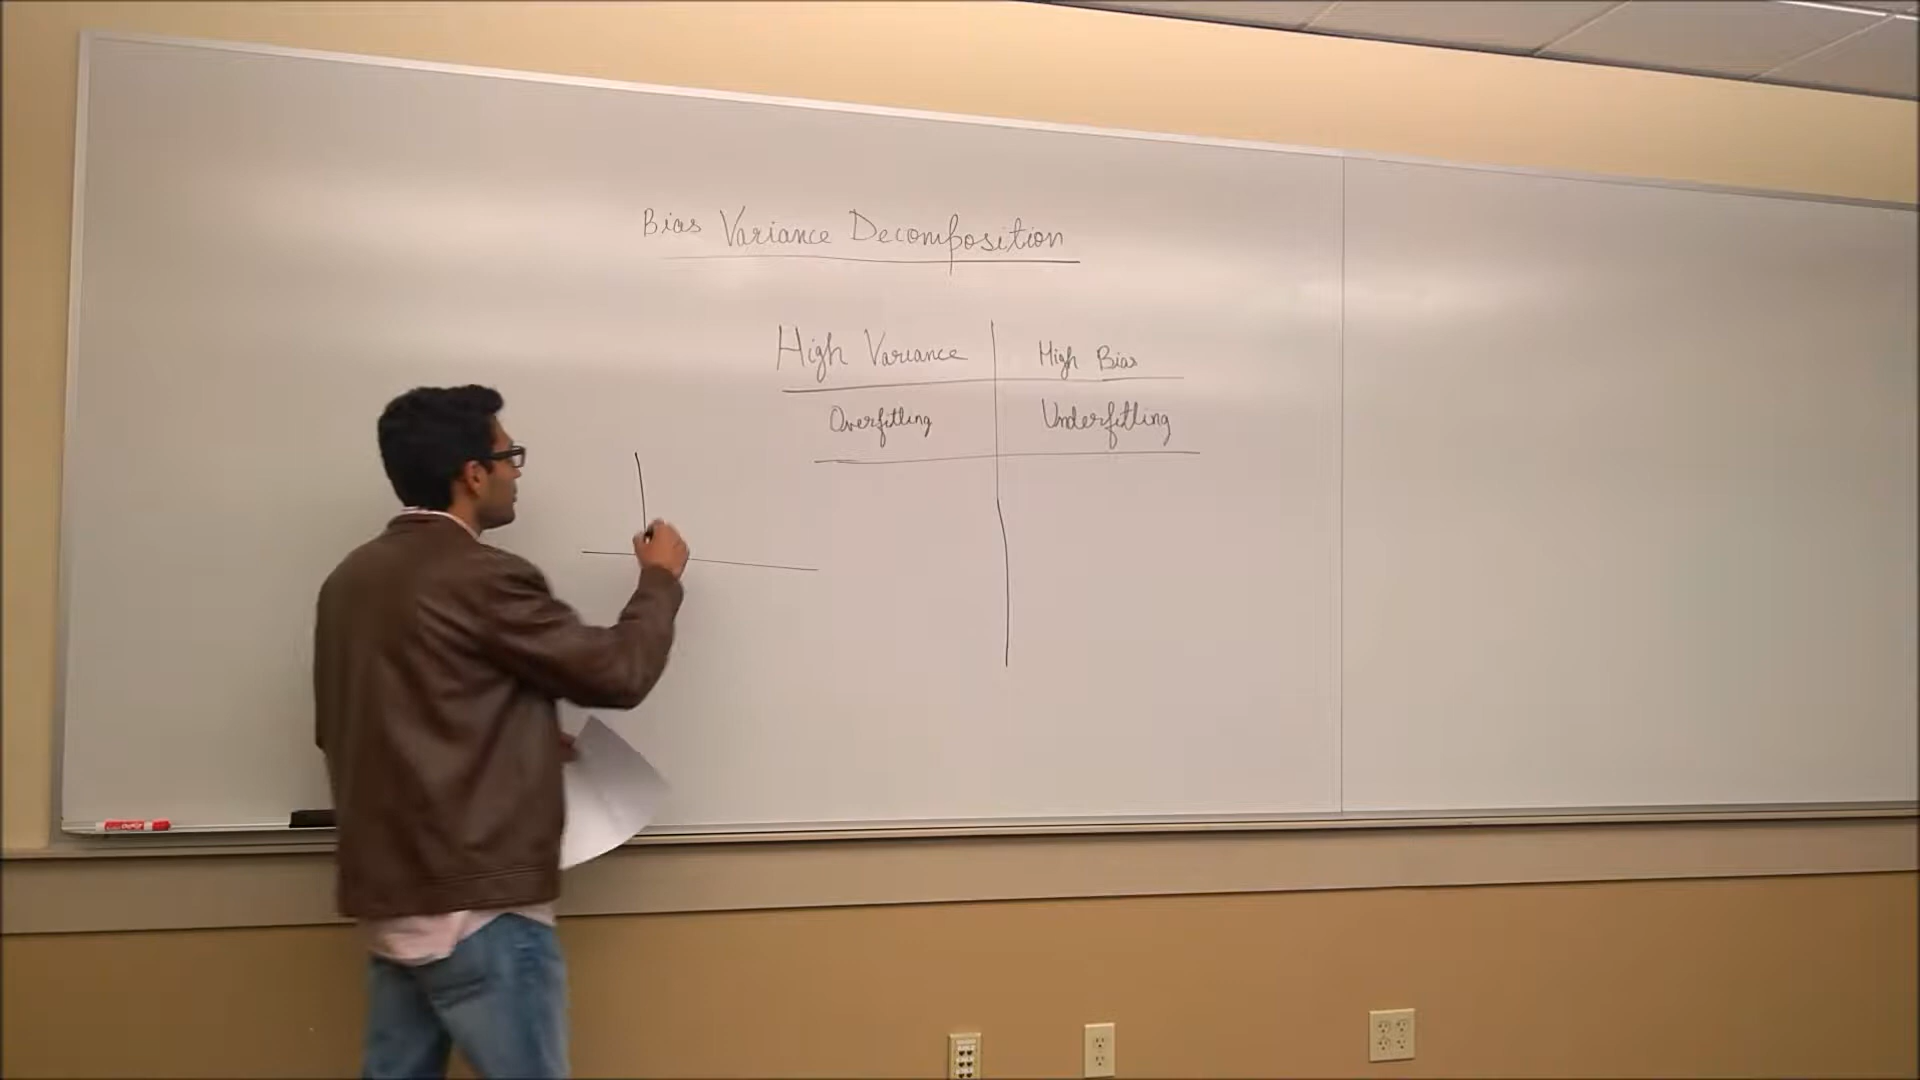 Bias Variance Decomposition
High Variance High Bias
Overfitting Underfitting